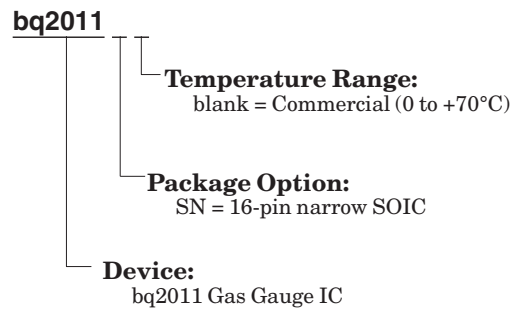 bq2011
Temperature Range:
blank = Commercial (0 to +70°C)
Package Option:
SN = 16-pin narrow SOIC
Device:
bq2011 Gas Gauge IC